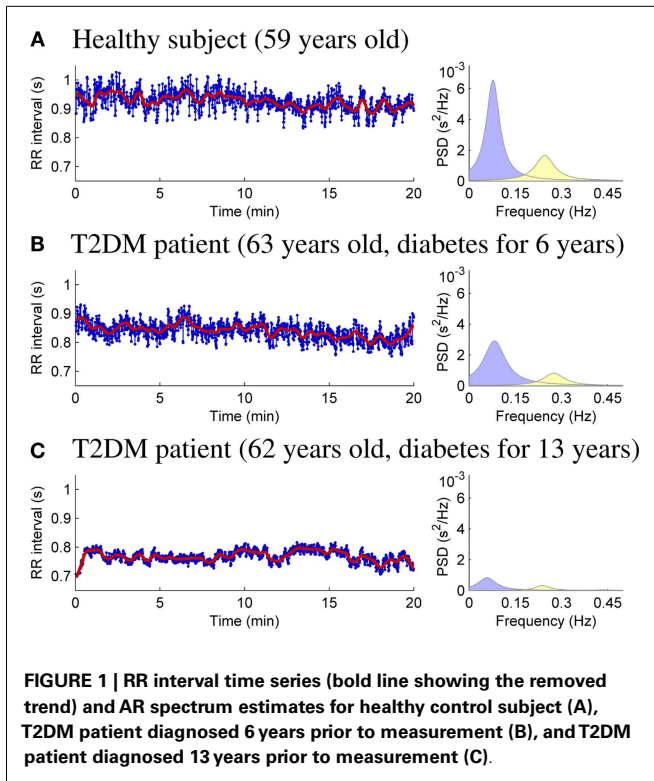 A Healthy subject (59 years old)
RR interval (s)
1
0.9
0.8
0.7
0 5 10 15 20
Time (min)
10⁻³
PSD (s²/Hz)
6
4
2
0
0 0.15 0.3 0.45
Frequency (Hz)
B T2DM patient (63 years old, diabetes for 6 years)
RR interval (s)
1
0.9
0.8
0.7
0 5 10 15 20
Time (min)
10⁻³
PSD (s²/Hz)
6
4
2
0
0 0.15 0.3 0.45
Frequency (Hz)
C T2DM patient (62 years old, diabetes for 13 years)
RR interval (s)
1
0.9
0.8
0.7
0 5 10 15 20
Time (min)
10⁻³
PSD (s²/Hz)
6
4
2
0
0 0.15 0.3 0.45
Frequency (Hz)
FIGURE 1 | RR interval time series (bold line showing the removed
trend) and AR spectrum estimates for healthy control subject (A),
T2DM patient diagnosed 6 years prior to measurement (B), and T2DM
patient diagnosed 13 years prior to measurement (C).